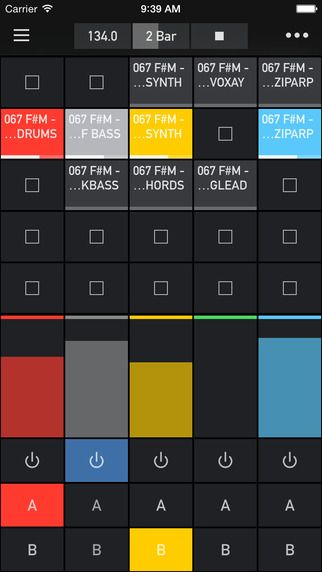 Carrier 9:39 AM
134.0 2 Bar
067 F#M - 067 F#M - 067 F#M -
...SYNTH ...VOXAY ...ZIPARP
067 F#M - 067 F#M - 067 F#M - 067 F#M -
...DRUMS ...F BASS ...SYNTH ...ZIPARP
067 F#M - 067 F#M - 067 F#M -
...KBASS ...HORDS ...GLEAD
A A A A A
B B B B B